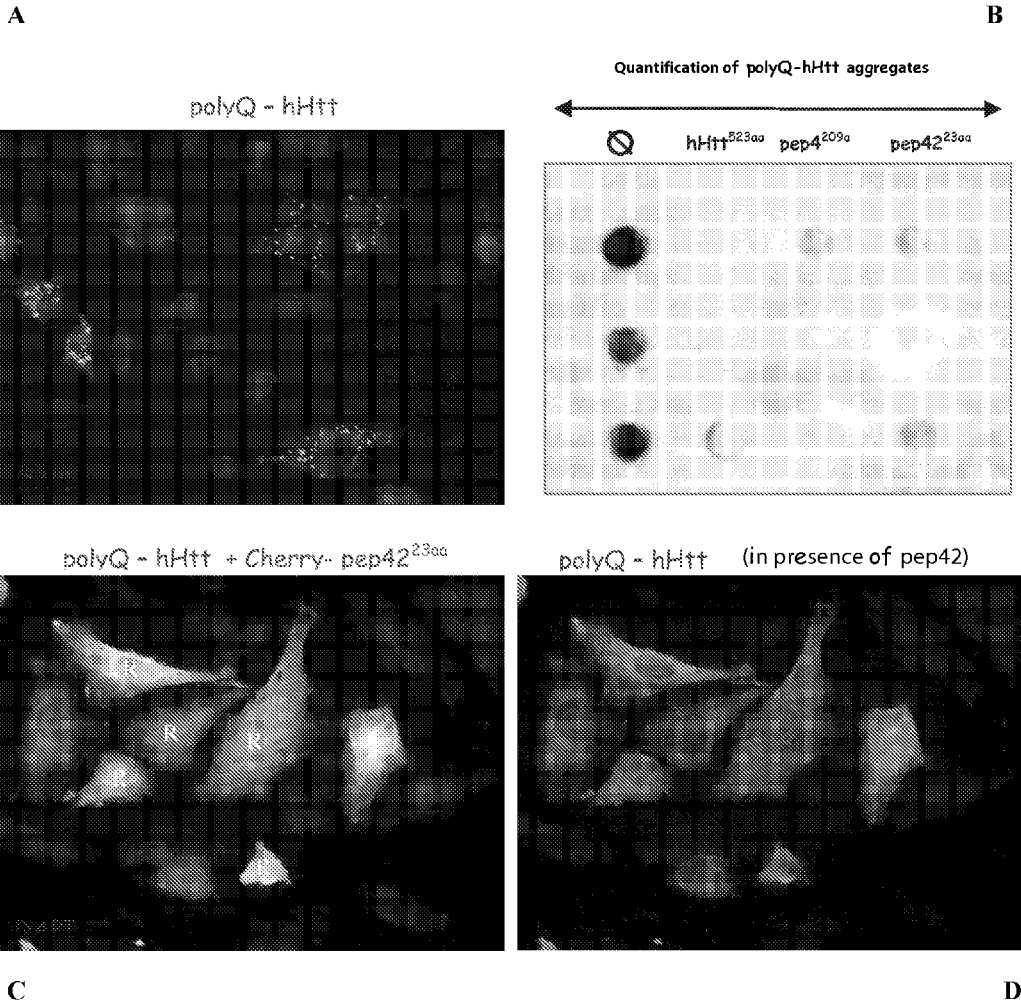 A
B
Quantification of polyQ-hHtt aggregates
polyQ - hHtt
hHtt523aa pep4209a pep4223aa
polyQ - hHtt + Cherry-- pep4223aa
polyQ - hHtt (in presence of pep42)
R
R
R
R
C
D